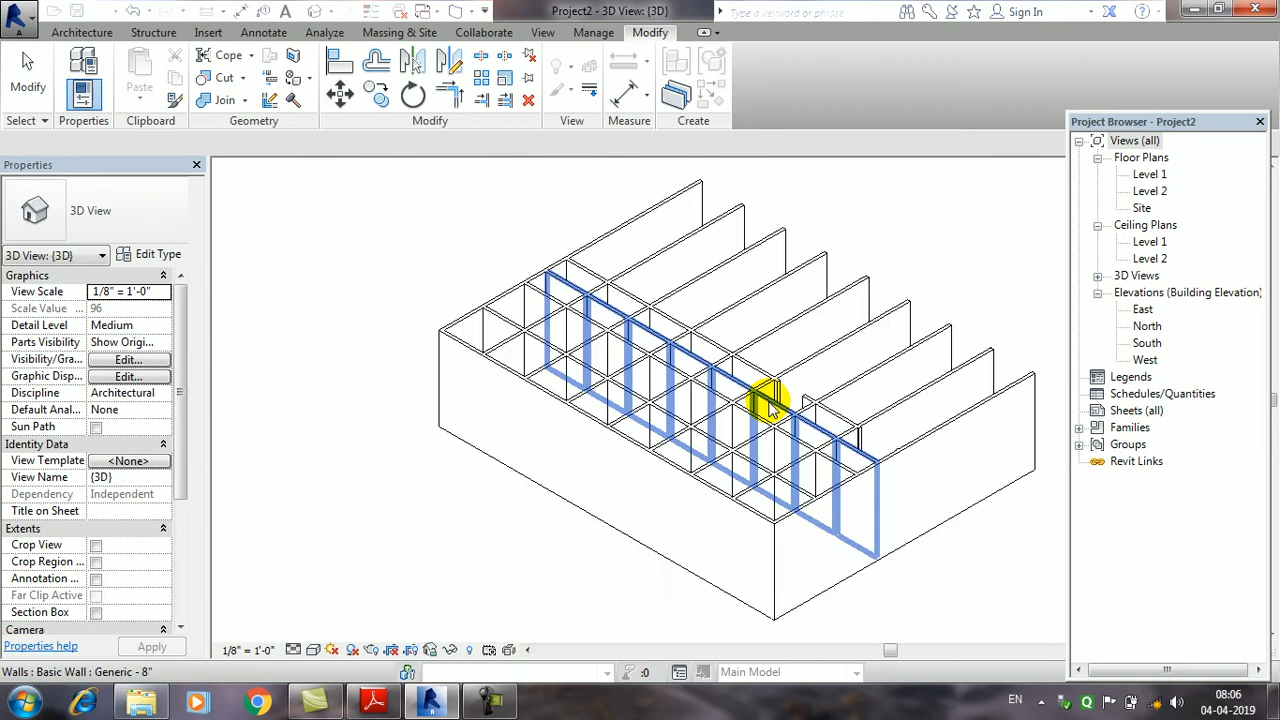 Project2 - 3D View: {3D}
Type a keyword or phrase
Sign In
Architecture Structure Insert Annotate Analyze Massing & Site Collaborate View Manage Modify
Modify
Paste
Cope
Cut
Join
Select Properties Clipboard Geometry Modify View Measure Create
Properties
3D View
3D View: {3D} Edit Type
Graphics
View Scale 1/8" = 1'-0"
Scale Value ... 96
Detail Level Medium
Parts Visibility Show Origi...
Visibility/Gra... Edit...
Graphic Disp... Edit...
Discipline Architectural
Default Anal... None
Sun Path
Identity Data
View Template <None>
View Name {3D}
Dependency Independent
Title on Sheet
Extents
Crop View
Crop Region ...
Annotation ...
Far Clip Active
Section Box
Camera
Properties help Apply
Project Browser - Project2
Views (all)
Floor Plans
Level 1
Level 2
Site
Ceiling Plans
Level 1
Level 2
3D Views
Elevations (Building Elevation)
East
North
South
West
Legends
Schedules/Quantities
Sheets (all)
Families
Groups
Revit Links
1/8" = 1'-0"
Walls : Basic Wall : Generic - 8"
:0
Main Model
EN
08:06
04-04-2019